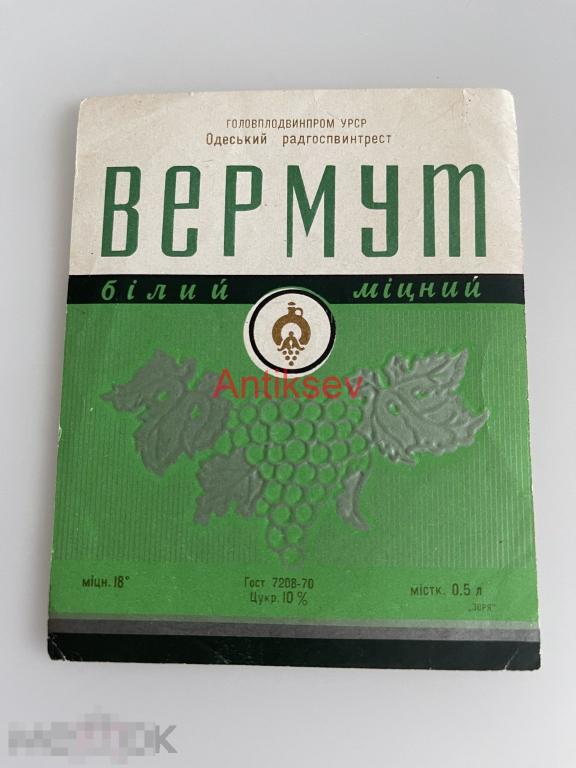 ГОЛОВПЛОДВИНПРОМ УРСР
Одеський радгоспвинтрест
ВЕРМУТ
білий міцний
Antiksev
міцн. 18°
Гост 7208-70
Цукр. 10%
містк. 0.5 л
„ЗОРЯ"